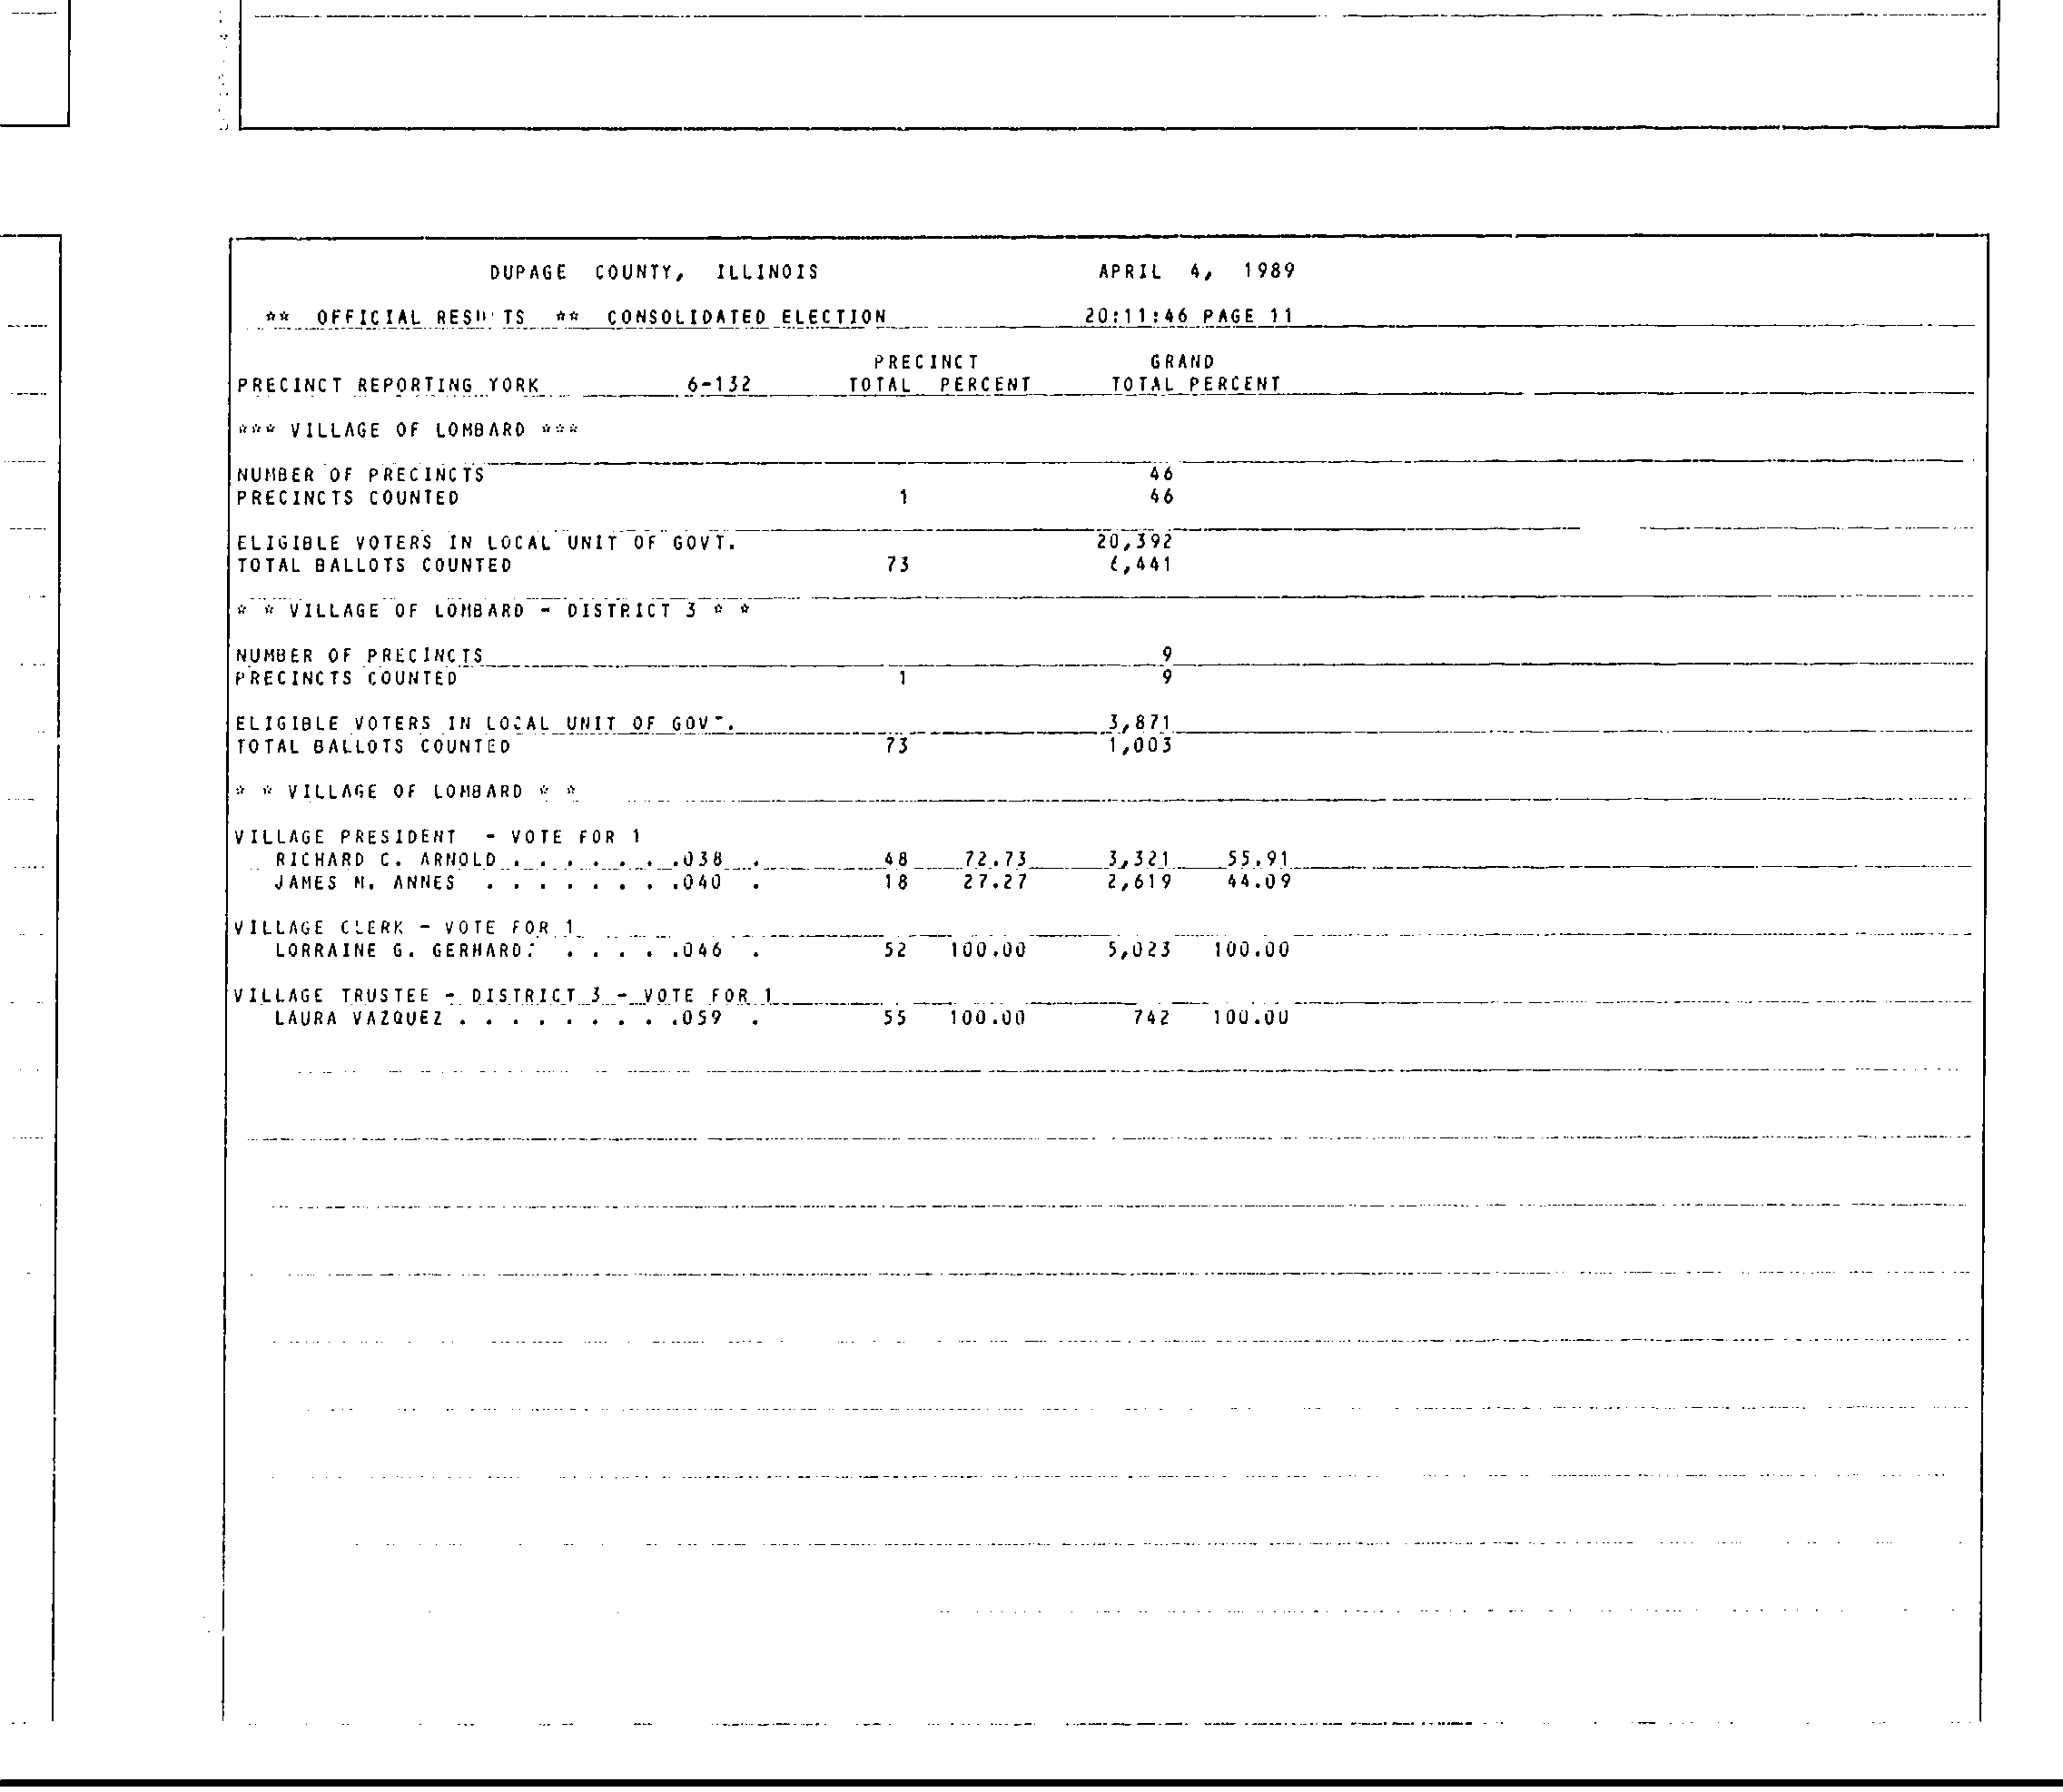 DUPAGE COUNTY, ILLINOIS APRIL 4, 1989
** OFFICIAL RESULTS ** CONSOLIDATED ELECTION 20:11:46 PAGE 11
PRECINCT GRAND
PRECINCT REPORTING YORK 6-132 TOTAL PERCENT TOTAL PERCENT
*** VILLAGE OF LOMBARD ***
NUMBER OF PRECINCTS 46
PRECINCTS COUNTED 1 46
ELIGIBLE VOTERS IN LOCAL UNIT OF GOVT. 20,392
TOTAL BALLOTS COUNTED 73 6,441
* * VILLAGE OF LOMBARD - DISTRICT 3 * *
NUMBER OF PRECINCTS 9
PRECINCTS COUNTED 1 9
ELIGIBLE VOTERS IN LOCAL UNIT OF GOVT. 3,871
TOTAL BALLOTS COUNTED 73 1,003
* * VILLAGE OF LOMBARD * *
VILLAGE PRESIDENT - VOTE FOR 1
RICHARD C. ARNOLD . . . . . . .038 . 48 72.73 3,321 55.91
JAMES M. ANNES . . . . . . . .040 . 18 27.27 2,619 44.09
VILLAGE CLERK - VOTE FOR 1
LORRAINE G. GERHARDT . . . . .046 . 52 100.00 5,023 100.00
VILLAGE TRUSTEE - DISTRICT 3 - VOTE FOR 1
LAURA VAZQUEZ . . . . . . . . .059 . 55 100.00 742 100.00